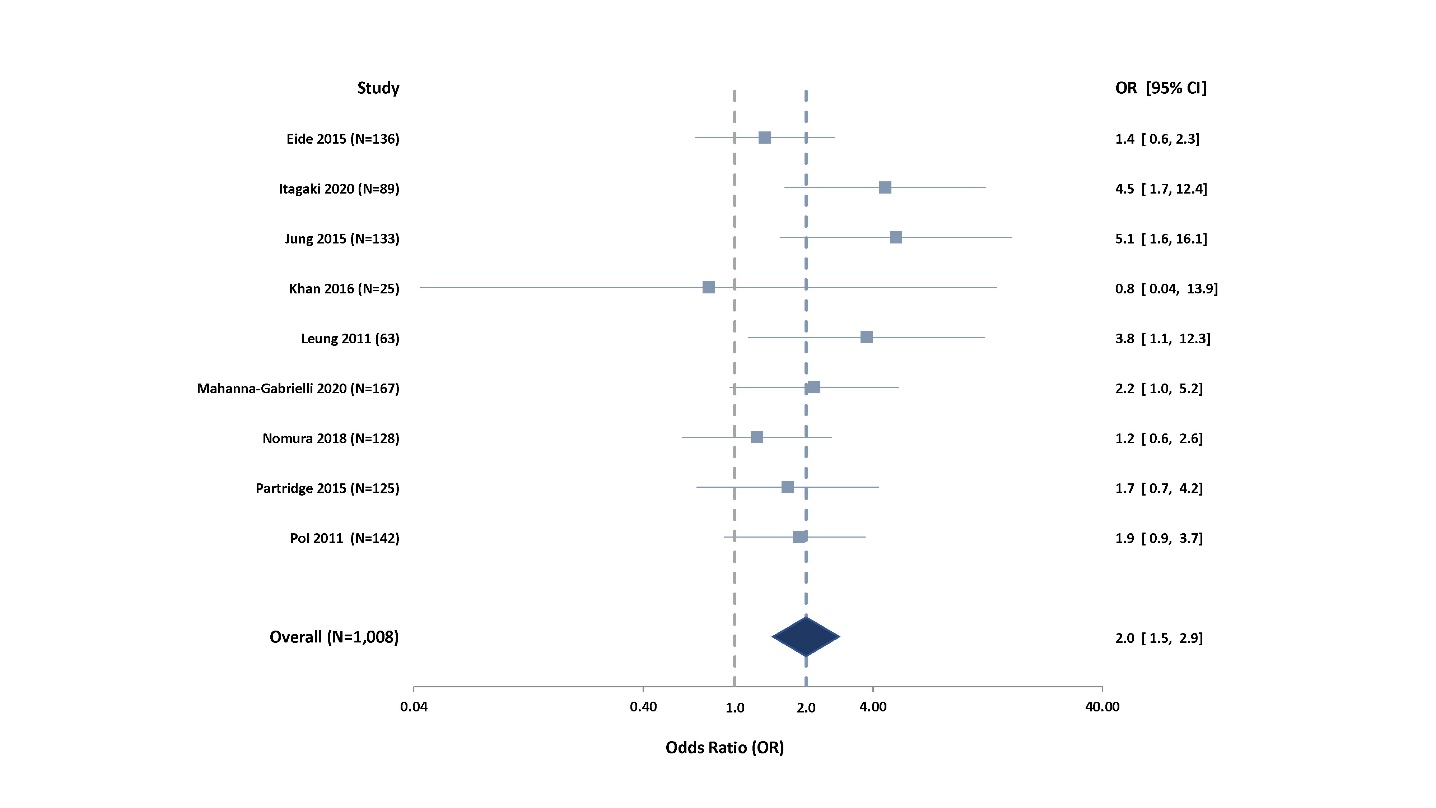 Study OR [95% CI]
Eide 2015 (N=136) 1.4 [ 0.6, 2.3]
Itagaki 2020 (N=89) 4.5 [ 1.7, 12.4]
Jung 2015 (N=133) 5.1 [ 1.6, 16.1]
Khan 2016 (N=25) 0.8 [ 0.04, 13.9]
Leung 2011 (63) 3.8 [ 1.1, 12.3]
Mahanna-Gabrielli 2020 (N=167) 2.2 [ 1.0, 5.2]
Nomura 2018 (N=128) 1.2 [ 0.6, 2.6]
Partridge 2015 (N=125) 1.7 [ 0.7, 4.2]
Pol 2011 (N=142) 1.9 [ 0.9, 3.7]
Overall (N=1,008) 2.0 [ 1.5, 2.9]
0.04 0.40 1.0 2.0 4.00 40.00
Odds Ratio (OR)